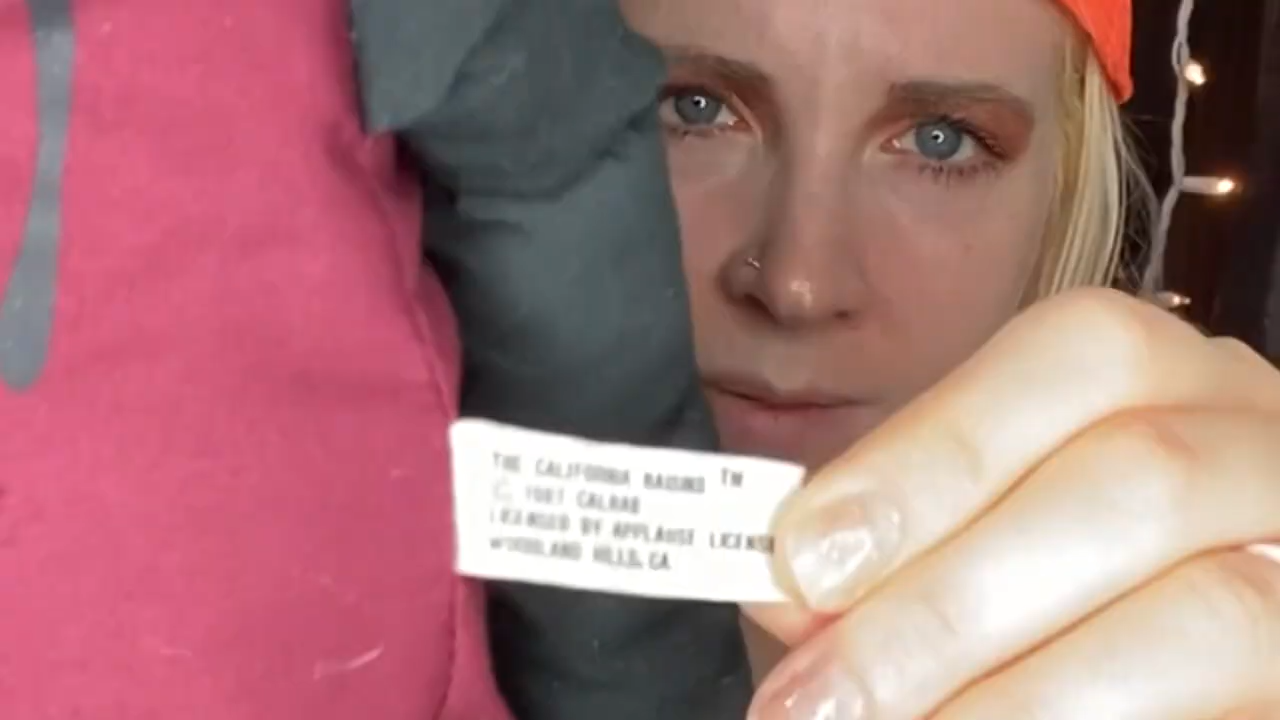 THE CALIFORNIA RAISINS TM
© 1987 CALRAB
LICENSED BY APPLAUSE LICENS
WOODLAND HILLS, CA